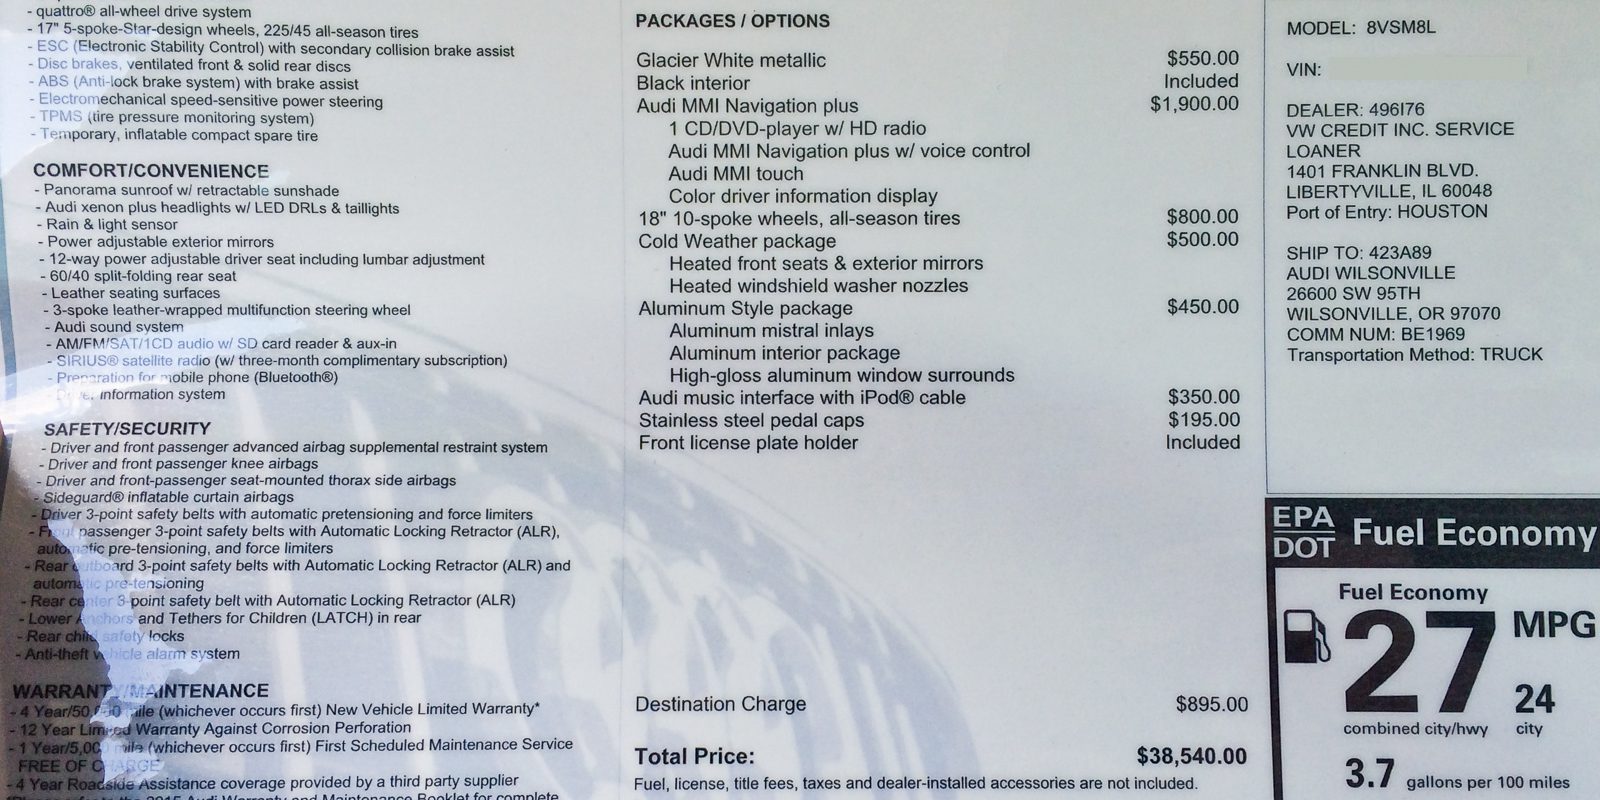 - quattro® all-wheel drive system
- 17" 5-spoke-Star-design wheels, 225/45 all-season tires
- ESC (Electronic Stability Control) with secondary collision brake assist
- Disc brakes, ventilated front & solid rear discs
- ABS (Anti-lock brake system) with brake assist
- Electromechanical speed-sensitive power steering
- TPMS (tire pressure monitoring system)
- Temporary, inflatable compact spare tire
COMFORT/CONVENIENCE
- Panorama sunroof w/ retractable sunshade
- Audi xenon plus headlights w/ LED DRLs & taillights
- Rain & light sensor
- Power adjustable exterior mirrors
- 12-way power adjustable driver seat including lumbar adjustment
- 60/40 split-folding rear seat
- Leather seating surfaces
- 3-spoke leather-wrapped multifunction steering wheel
- Audi sound system
- AM/FM/SAT/1CD audio w/ SD card reader & aux-in
- SIRIUS® satellite radio (w/ three-month complimentary subscription)
- Preparation for mobile phone (Bluetooth®)
- Driver information system
SAFETY/SECURITY
- Driver and front passenger advanced airbag supplemental restraint system
- Driver and front passenger knee airbags
- Driver and front-passenger seat-mounted thorax side airbags
- Sideguard® inflatable curtain airbags
- Driver 3-point safety belts with automatic pretensioning and force limiters
- Front passenger 3-point safety belts with Automatic Locking Retractor (ALR),
automatic pre-tensioning, and force limiters
- Rear outboard 3-point safety belts with Automatic Locking Retractor (ALR) and
automatic pre-tensioning
- Rear center 3-point safety belt with Automatic Locking Retractor (ALR)
- Lower Anchors and Tethers for Children (LATCH) in rear
- Rear child safety locks
- Anti-theft vehicle alarm system
WARRANTY/MAINTENANCE
- 4 Year/50,000 mile (whichever occurs first) New Vehicle Limited Warranty*
- 12 Year Limited Warranty Against Corrosion Perforation
- 1 Year/5,000 mile (whichever occurs first) First Scheduled Maintenance Service
FREE OF CHARGE
- 4 Year Roadside Assistance coverage provided by a third party supplier
*Please refer to the 2015 Audi Warranty and Maintenance Booklet for complete
PACKAGES / OPTIONS
Glacier White metallic $550.00
Black interior Included
Audi MMI Navigation plus $1,900.00
1 CD/DVD-player w/ HD radio
Audi MMI Navigation plus w/ voice control
Audi MMI touch
Color driver information display
18" 10-spoke wheels, all-season tires $800.00
Cold Weather package $500.00
Heated front seats & exterior mirrors
Heated windshield washer nozzles
Aluminum Style package $450.00
Aluminum mistral inlays
Aluminum interior package
High-gloss aluminum window surrounds
Audi music interface with iPod® cable $350.00
Stainless steel pedal caps $195.00
Front license plate holder Included
Destination Charge $895.00
Total Price: $38,540.00
Fuel, license, title fees, taxes and dealer-installed accessories are not included.
MODEL: 8VSM8L
VIN:
DEALER: 496I76
VW CREDIT INC. SERVICE
LOANER
1401 FRANKLIN BLVD.
LIBERTYVILLE, IL 60048
Port of Entry: HOUSTON
SHIP TO: 423A89
AUDI WILSONVILLE
26600 SW 95TH
WILSONVILLE, OR 97070
COMM NUM: BE1969
Transportation Method: TRUCK
EPA
DOT
Fuel Economy
Fuel Economy
27 MPG
24
combined city/hwy city
3.7 gallons per 100 miles